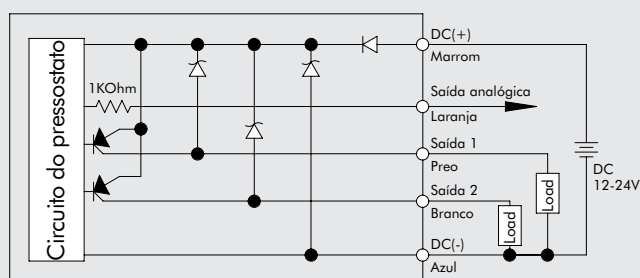 Circuito do pressostato
1KOhm
DC(+)
Marrom
Saída analógica
Laranja
Saída 1
Preo
Saída 2
Branco
DC(-)
Azul
Load
Load
DC
12-24V